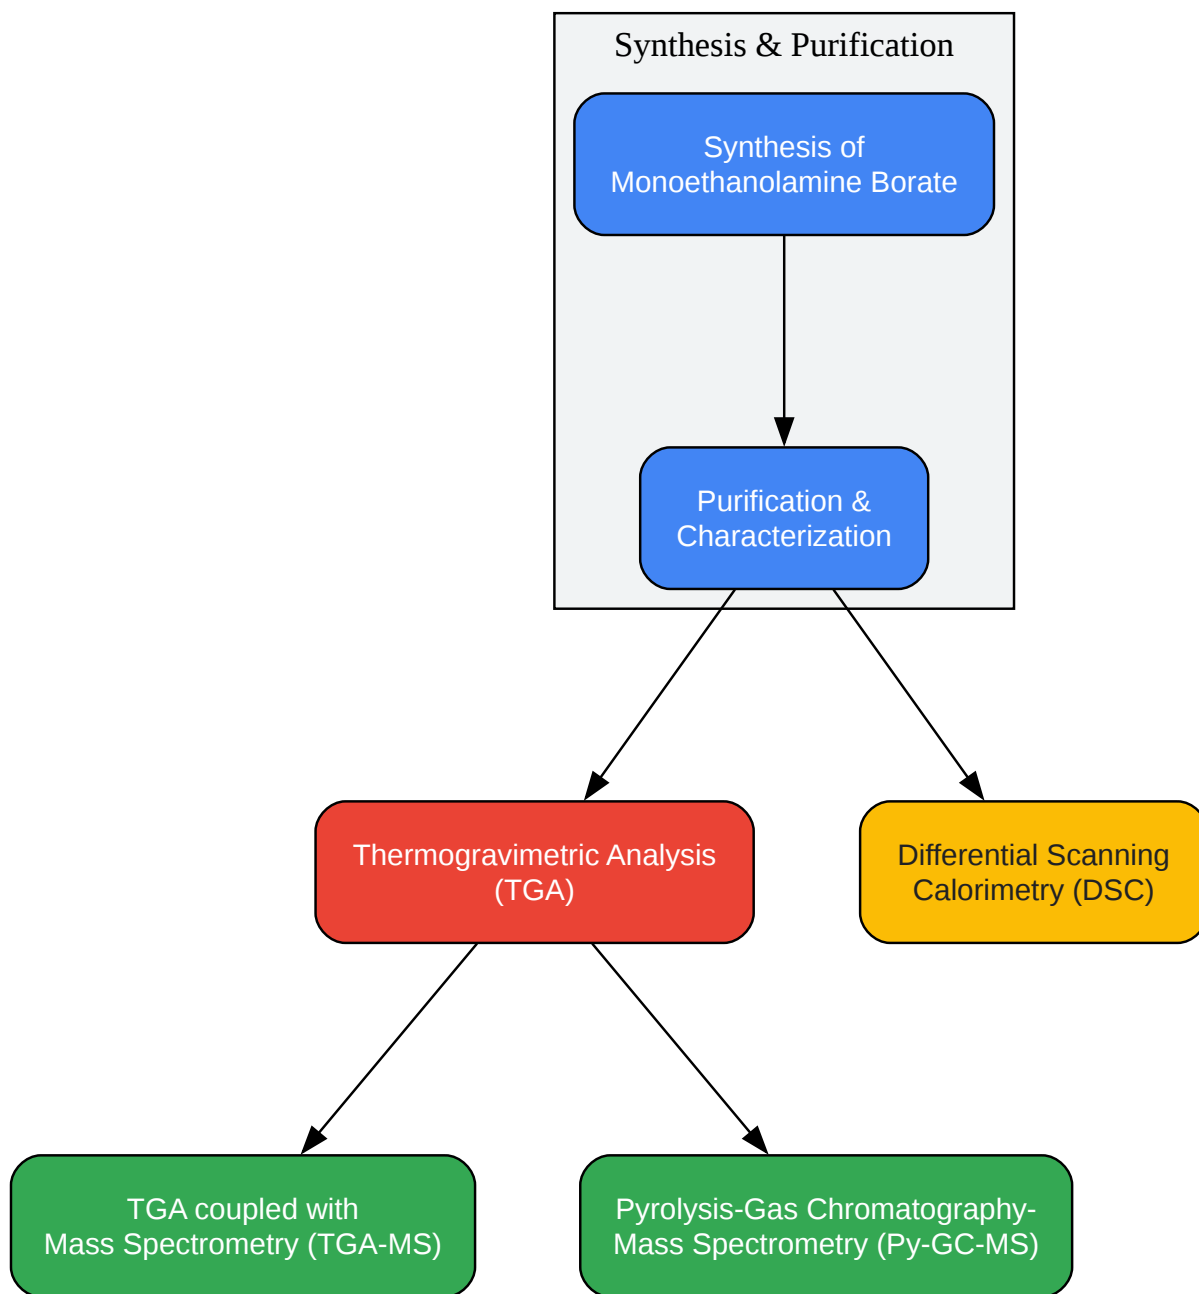 Synthesis & Purification
Synthesis of
Monoethanolamine Borate
Purification &
Characterization
Thermogravimetric Analysis
(TGA)
Differential Scanning
Calorimetry (DSC)
TGA coupled with
Mass Spectrometry (TGA-MS)
Pyrolysis-Gas Chromatography-
Mass Spectrometry (Py-GC-MS)